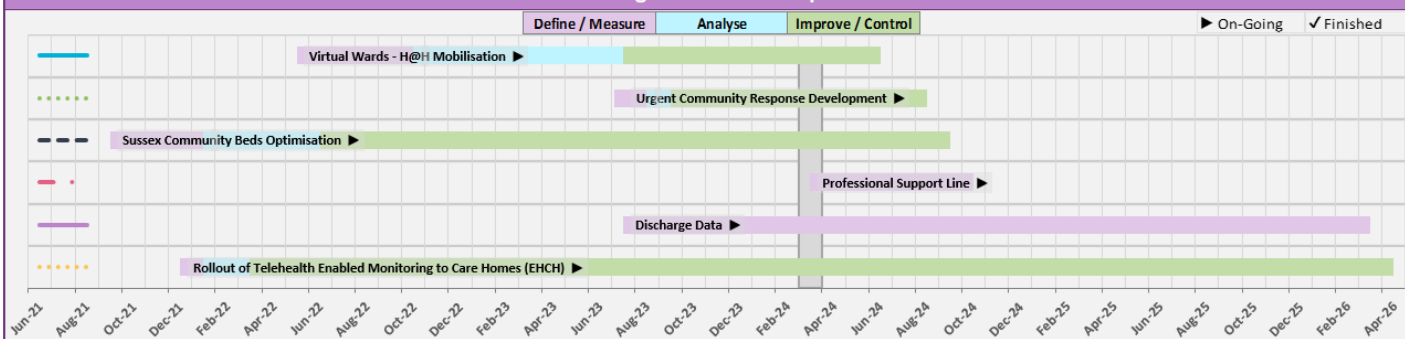 Define / Measure Analyse Improve / Control ▶ On-Going ✓ Finished
Virtual Wards - H@H Mobilisation ▶
Urgent Community Response Development ▶
Sussex Community Beds Optimisation ▶
Professional Support Line ▶
Discharge Data ▶
Rollout of Telehealth Enabled Monitoring to Care Homes (EHCH) ▶
Jun-21 Aug-21 Oct-21 Dec-21 Feb-22 Apr-22 Jun-22 Aug-22 Oct-22 Dec-22 Feb-23 Apr-23 Jun-23 Aug-23 Oct-23 Dec-23 Feb-24 Apr-24 Jun-24 Aug-24 Oct-24 Dec-24 Feb-25 Apr-25 Jun-25 Aug-25 Oct-25 Dec-25 Feb-26 Apr-26